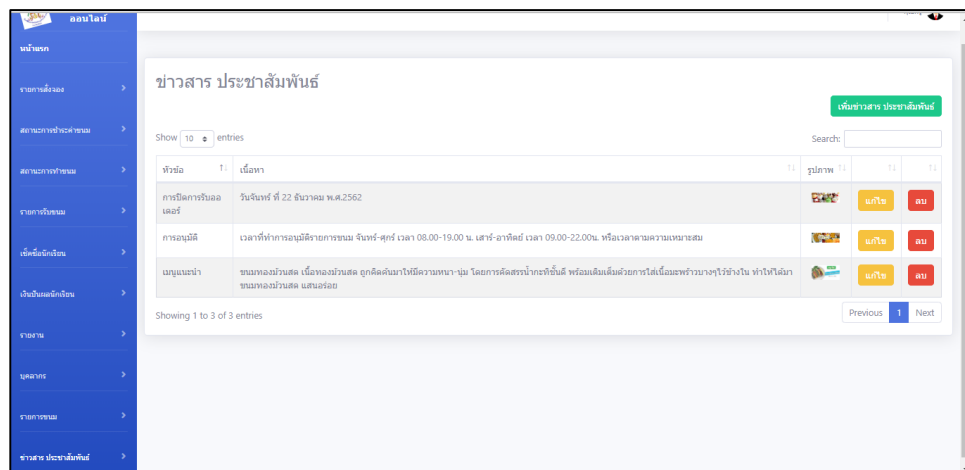 ออนไลน์
หน้าแรก
รายการสั่งจอง
สถานะการชำระค่าขนม
สถานะการทำขนม
รายการรับขนม
เช็คชื่อนักเรียน
เงินปันผลนักเรียน
รายงาน
บุคลากร
รายการขนม
ข่าวสาร ประชาสัมพันธ์
ข่าวสาร ประชาสัมพันธ์
เพิ่มข่าวสาร ประชาสัมพันธ์
Show 10 entries
Search:
หัวข้อ เนื้อหา รูปภาพ
การปิดการรับออ วันจันทร์ ที่ 22 ธันวาคม พ.ศ.2562 แก้ไข ลบ
เดอร์
การอนุมัติ เวลาที่ทำการอนุมัติรายการขนม จันทร์-ศุกร์ เวลา 08.00-19.00 น. เสาร์-อาทิตย์ เวลา 09.00-22.00น. หรือเวลาตามความเหมาะสม แก้ไข ลบ
เมนูแนะนำ ขนมทองม้วนสด เนื้อทองม้วนสด ถูกคิดค้นมาให้มีความหนา-นุ่ม โดยการคัดสรรน้ำกะทิชั้นดี พร้อมเติมเต็มด้วยการใส่เนื้อมะพร้าวบางๆไว้ข้างใน ทำให้ได้มา แก้ไข ลบ
ขนมทองม้วนสด แสนอร่อย
Showing 1 to 3 of 3 entries
Previous 1 Next